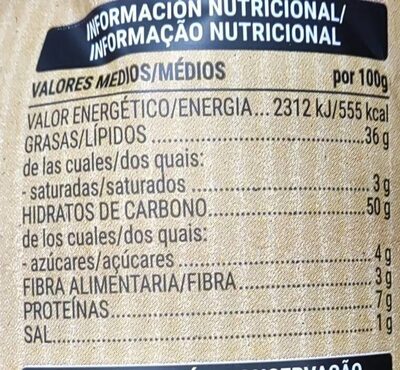 INFORMACIÓN NUTRICIONAL/
INFORMAÇÃO NUTRICIONAL
VALORES MEDIOS/MÉDIOS por 100g
VALOR ENERGÉTICO/ENERGIA... 2312 kJ/555 kcal
GRASAS/LÍPIDOS ........ 36 g
de las cuales/dos quais:
- saturadas/saturados ........ 3 g
HIDRATOS DE CARBONO........ 50 g
de los cuales/dos quais:
- azúcares/açúcares ........ 4 g
FIBRA ALIMENTARIA/FIBRA........ 3 g
PROTEÍNAS........ 7 g
SAL........ 1 g